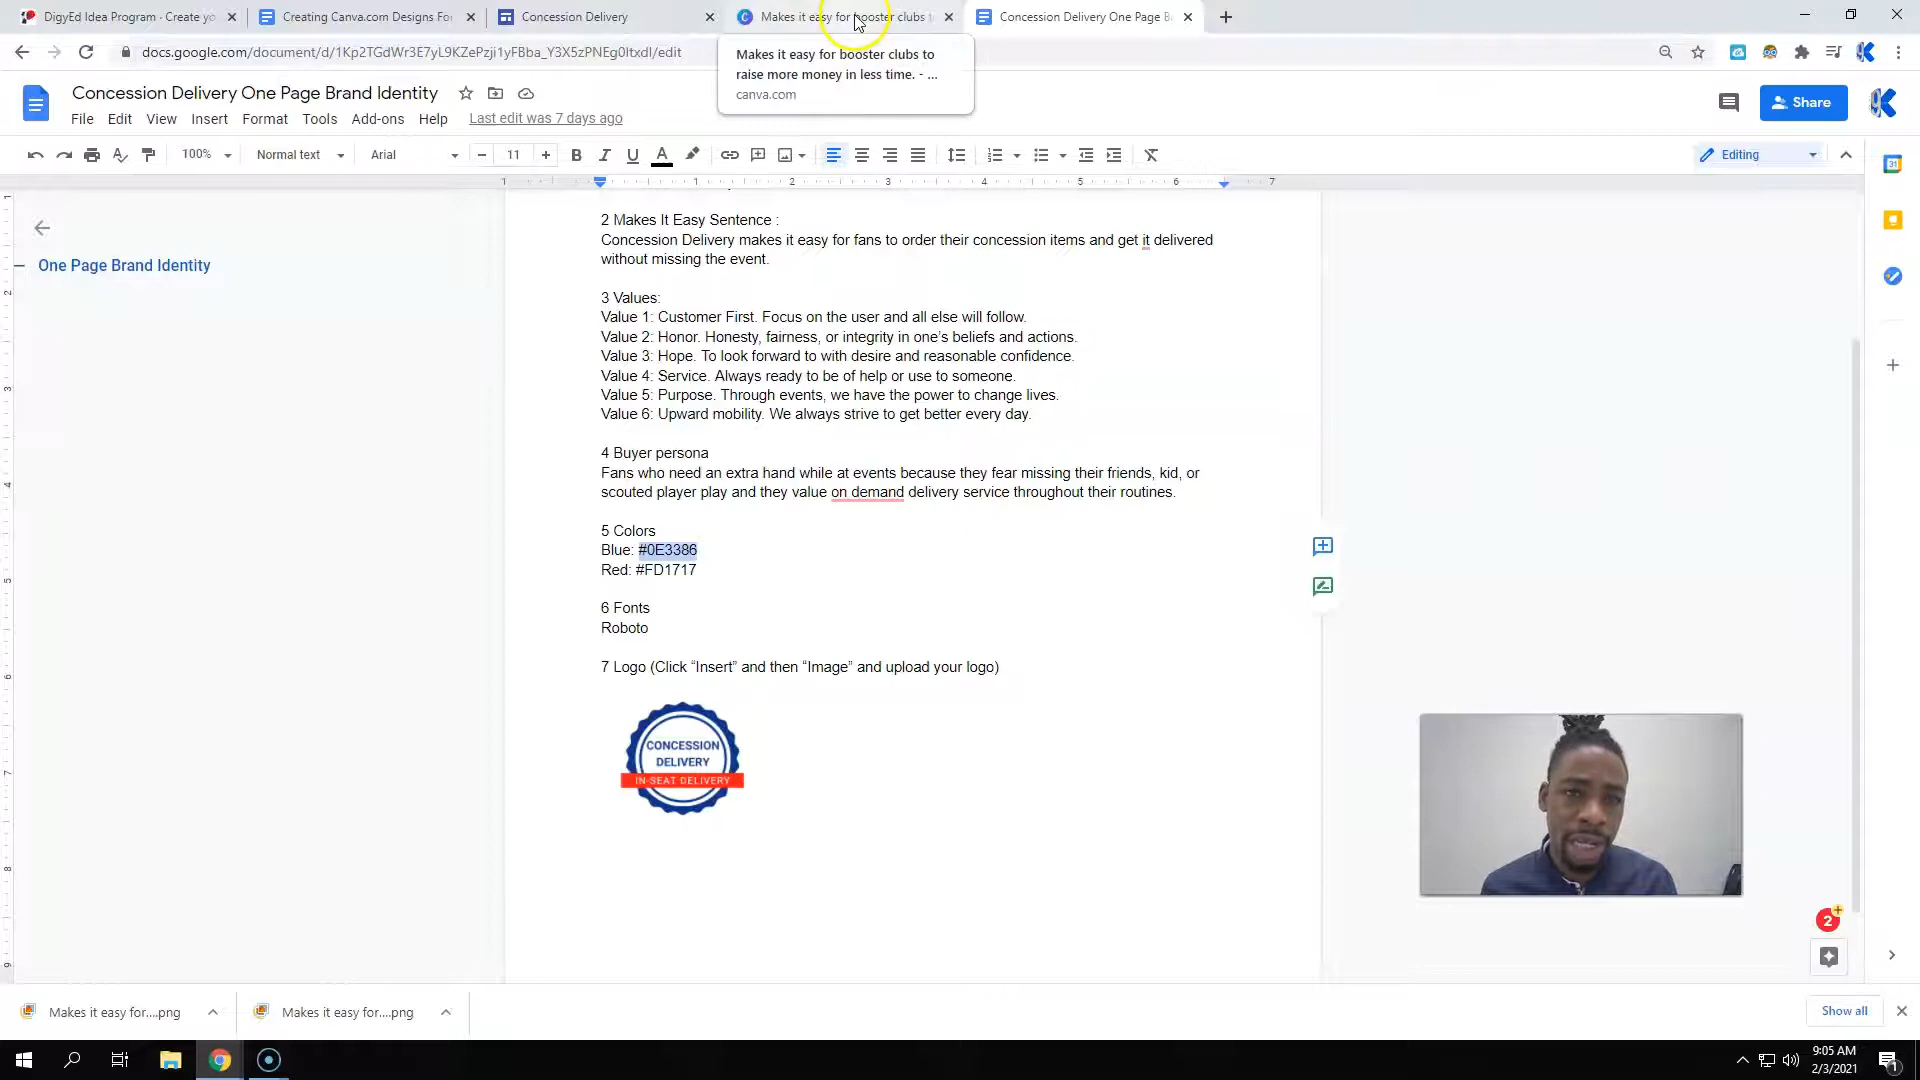 DigyEd Idea Program - Create yo
Creating Canva.com Designs For
Concession Delivery
Makes it easy for booster clubs t
Concession Delivery One Page B
docs.google.com/document/d/1Kp2TGdWr3E7yL9KZePzji1yFBba_Y3X5zPNEg0ltxdI/edit
Makes it easy for booster clubs to
raise more money in less time. - ...
canva.com
Concession Delivery One Page Brand Identity
Share
File Edit View Insert Format Tools Add-ons Help Last edit was 7 days ago
100% Normal text Arial 11 Editing
1 1 2 3 4 5 6 7
One Page Brand Identity
2 Makes It Easy Sentence :
Concession Delivery makes it easy for fans to order their concession items and get it delivered
without missing the event.
3 Values:
Value 1: Customer First. Focus on the user and all else will follow.
Value 2: Honor. Honesty, fairness, or integrity in one's beliefs and actions.
Value 3: Hope. To look forward to with desire and reasonable confidence.
Value 4: Service. Always ready to be of help or use to someone.
Value 5: Purpose. Through events, we have the power to change lives.
Value 6: Upward mobility. We always strive to get better every day.
4 Buyer persona
Fans who need an extra hand while at events because they fear missing their friends, kid, or
scouted player play and they value on demand delivery service throughout their routines.
5 Colors
Blue: #0E3386
Red: #FD1717
6 Fonts
Roboto
7 Logo (Click “Insert” and then “Image” and upload your logo)
CONCESSION
DELIVERY
IN-SEAT DELIVERY
2
Makes it easy for....png
Makes it easy for....png
Show all
9:05 AM
2/3/2021
1